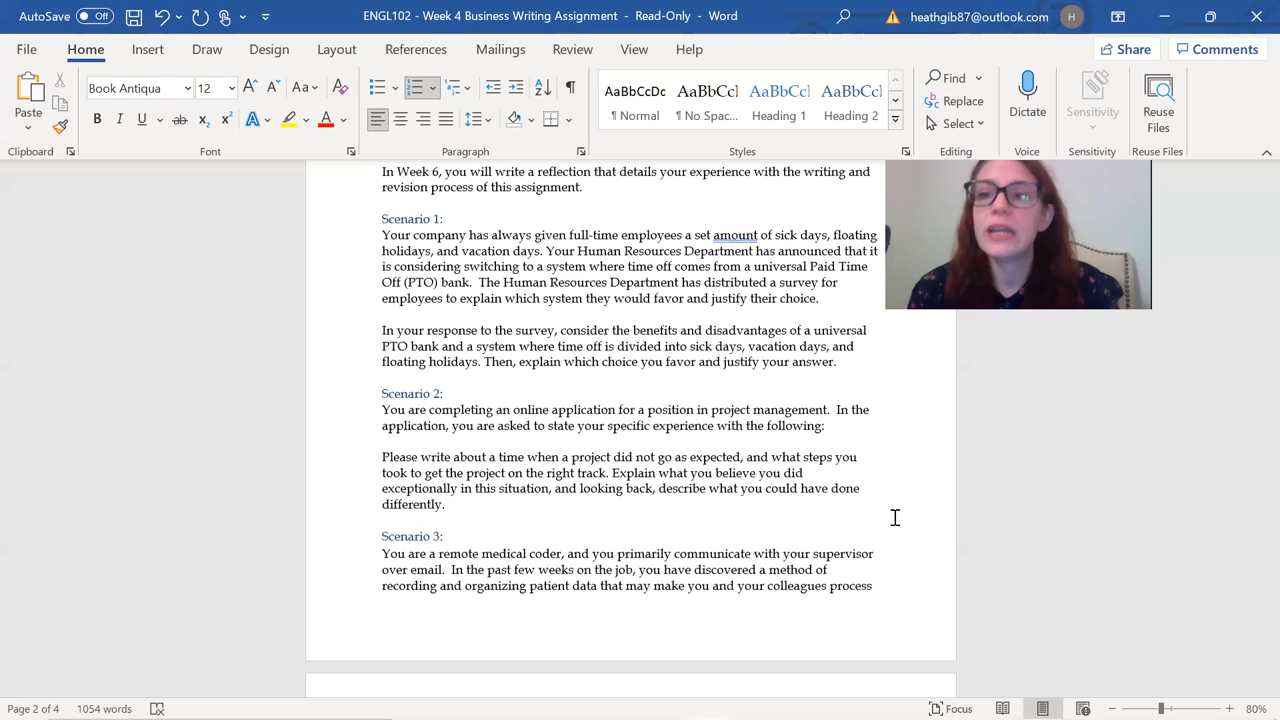 AutoSave Off
ENGL102 - Week 4 Business Writing Assignment - Read-Only - Word
heathgib87@outlook.com
H
File Home Insert Draw Design Layout References Mailings Review View Help
Share
Comments
Paste
Clipboard
Book Antiqua
12
Font
Paragraph
AaBbCcDc
¶ Normal
AaBbCcI
¶ No Spac...
AaBbCcI
Heading 1
AaBbCcI
Heading 2
Styles
Find
Replace
Select
Editing
Dictate
Voice
Sensitivity
Sensitivity
Reuse
Files
Reuse Files
In Week 6, you will write a reflection that details your experience with the writing and
revision process of this assignment.
Scenario 1:
Your company has always given full-time employees a set amount of sick days, floating
holidays, and vacation days. Your Human Resources Department has announced that it
is considering switching to a system where time off comes from a universal Paid Time
Off (PTO) bank.  The Human Resources Department has distributed a survey for
employees to explain which system they would favor and justify their choice.
In your response to the survey, consider the benefits and disadvantages of a universal
PTO bank and a system where time off is divided into sick days, vacation days, and
floating holidays. Then, explain which choice you favor and justify your answer.
Scenario 2:
You are completing an online application for a position in project management.  In the
application, you are asked to state your specific experience with the following:
Please write about a time when a project did not go as expected, and what steps you
took to get the project on the right track. Explain what you believe you did
exceptionally in this situation, and looking back, describe what you could have done
differently.
Scenario 3:
You are a remote medical coder, and you primarily communicate with your supervisor
over email.  In the past few weeks on the job, you have discovered a method of
recording and organizing patient data that may make you and your colleagues process
Page 2 of 4
1054 words
Focus
80%